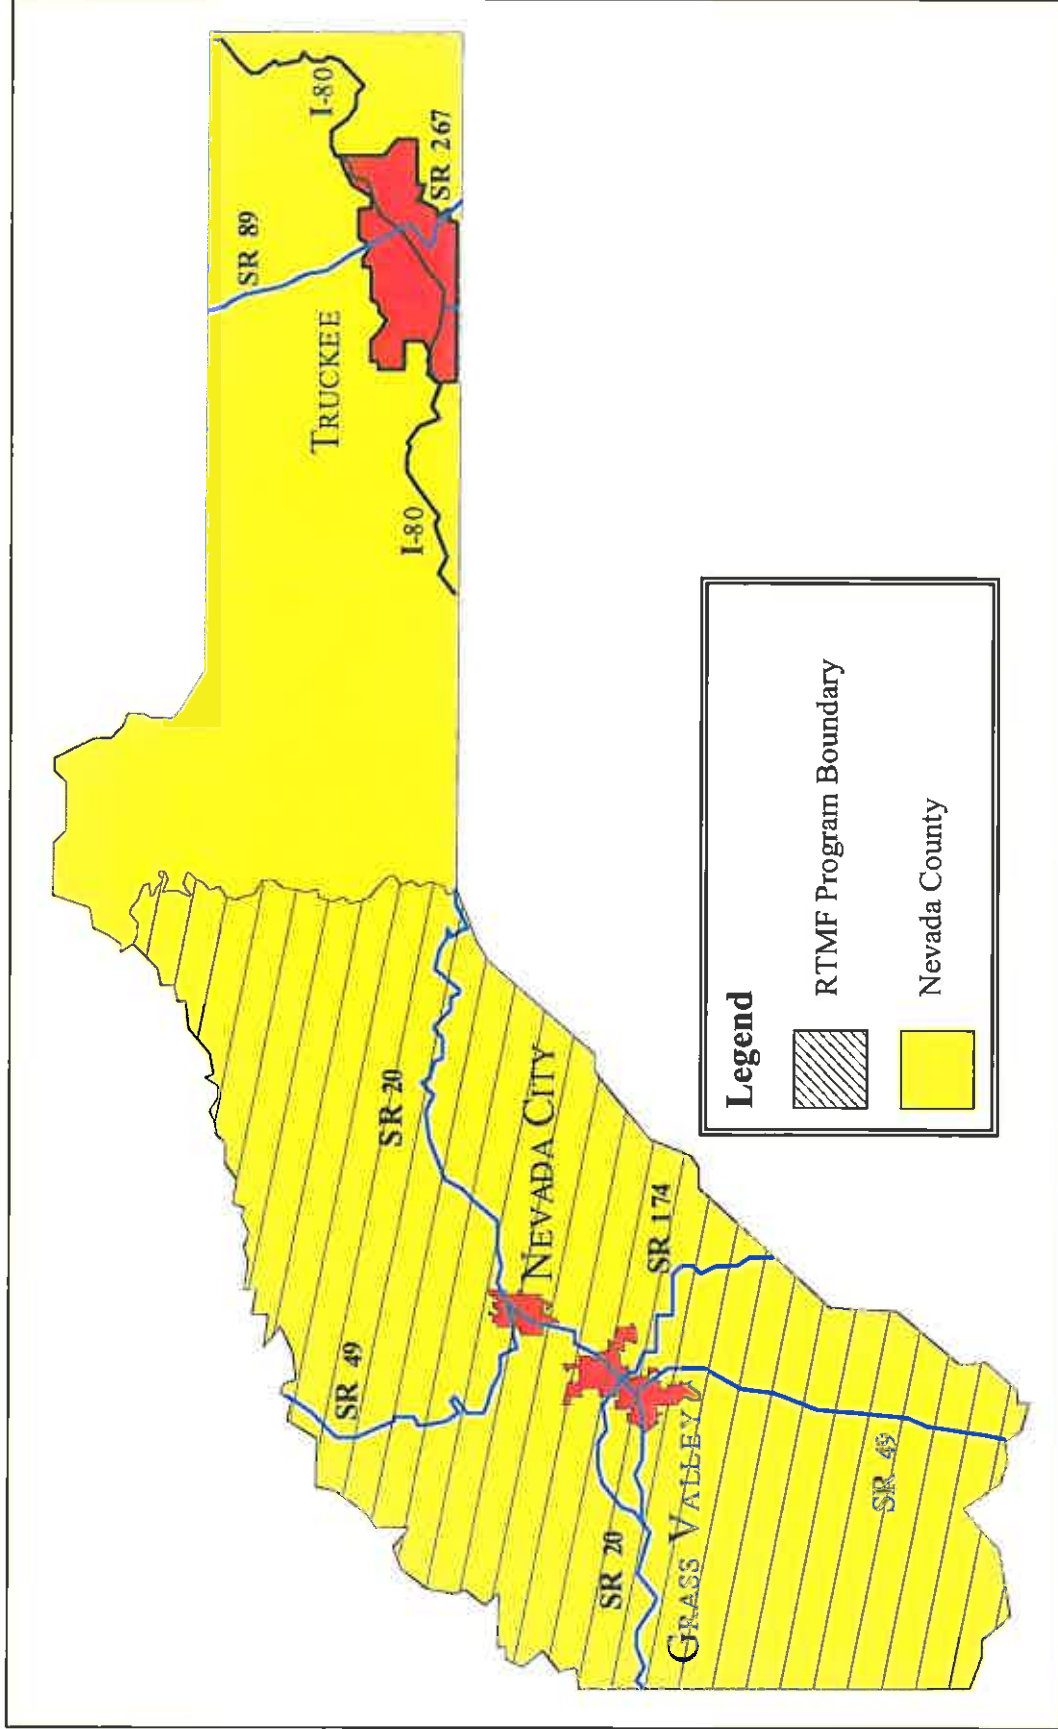 SR 49
SR 20
NEVADA CITY
SR 20
GRASS VALLEY
SR 174
SR 49
TRUCKEE
SR 89
I-80
I-80
SR 267
Legend
RTMF Program Boundary
Nevada County